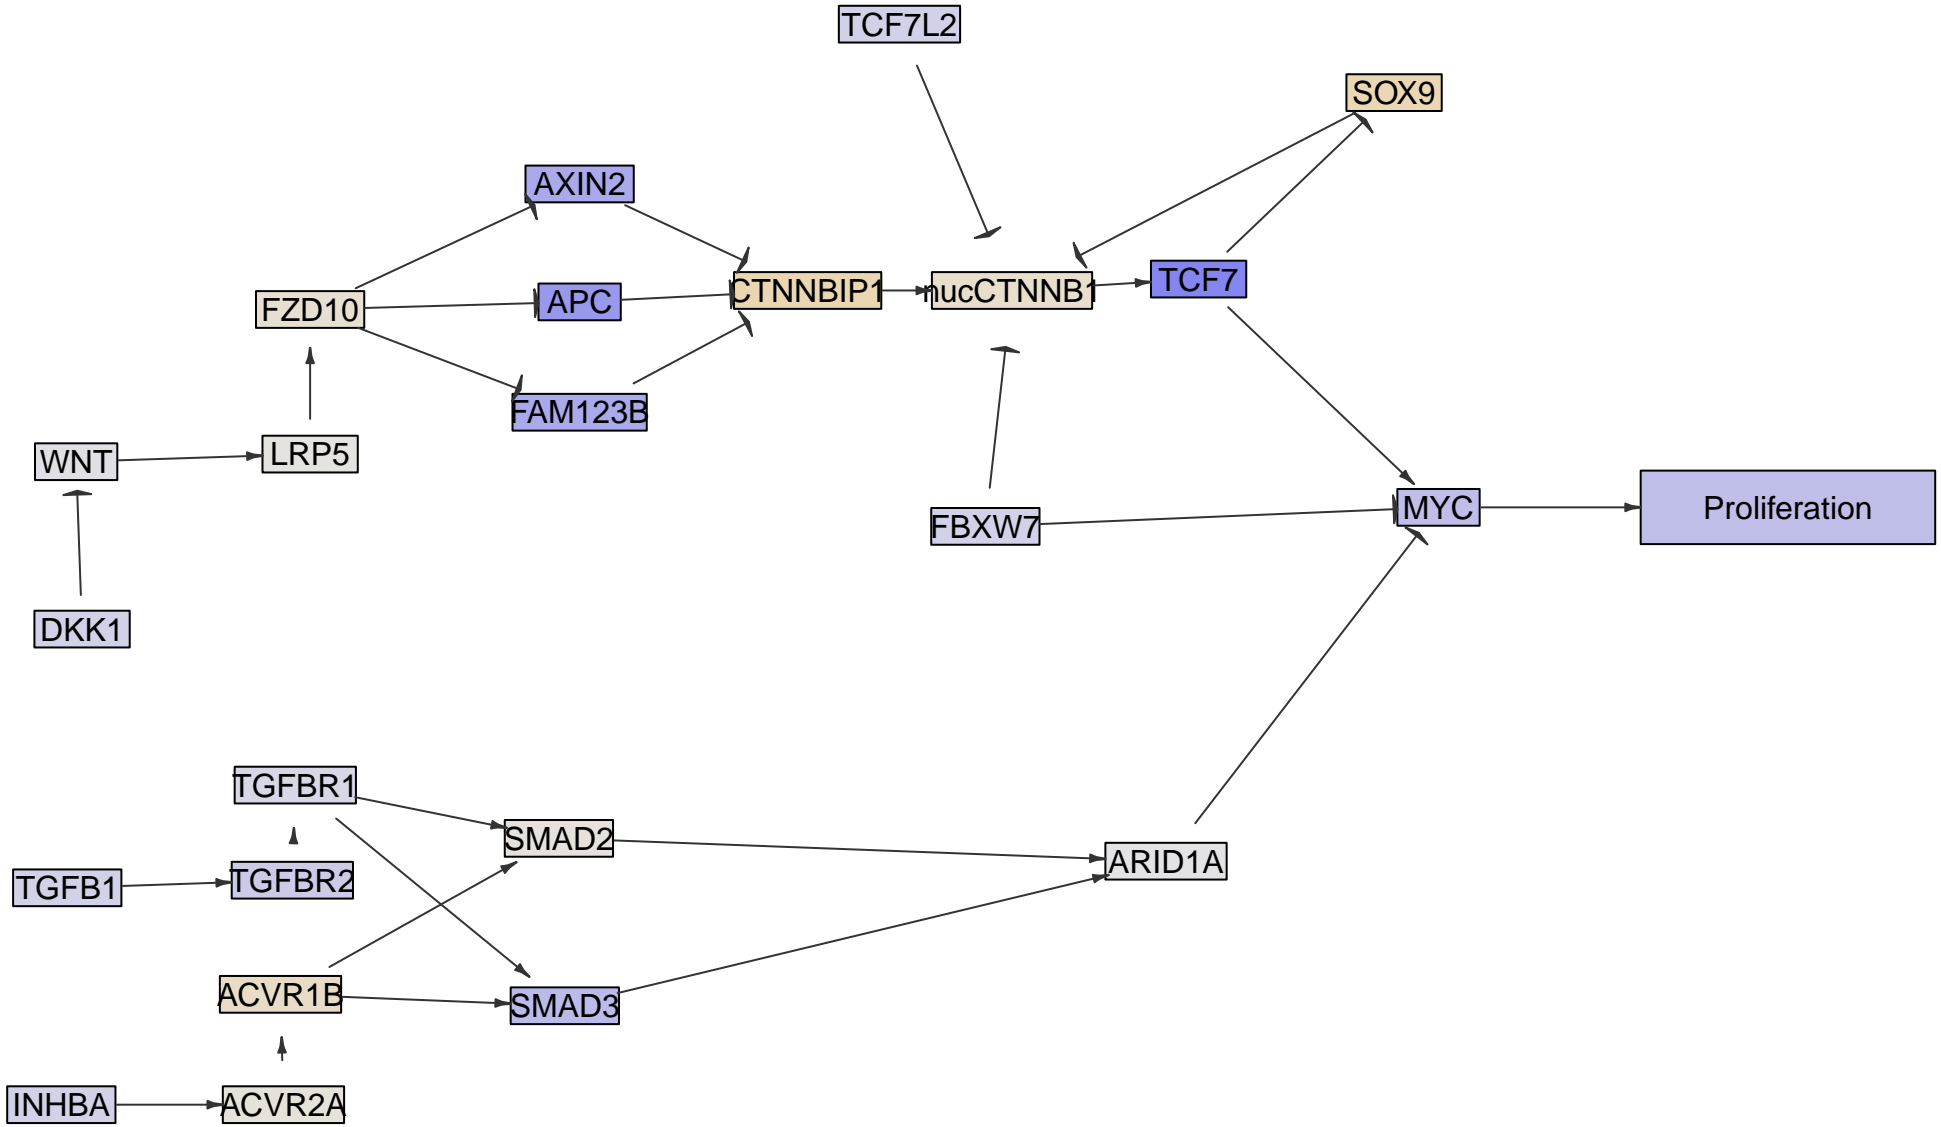 TCF7L2
SOX9
AXIN2
FZD10
APC
CTNNBIP1
nucCTNNB1
TCF7
FAM123B
WNT
LRP5
FBXW7
MYC
Proliferation
DKK1
TGFBR1
SMAD2
ARID1A
TGFB1
TGFBR2
ACVR1B
SMAD3
INHBA
ACVR2A